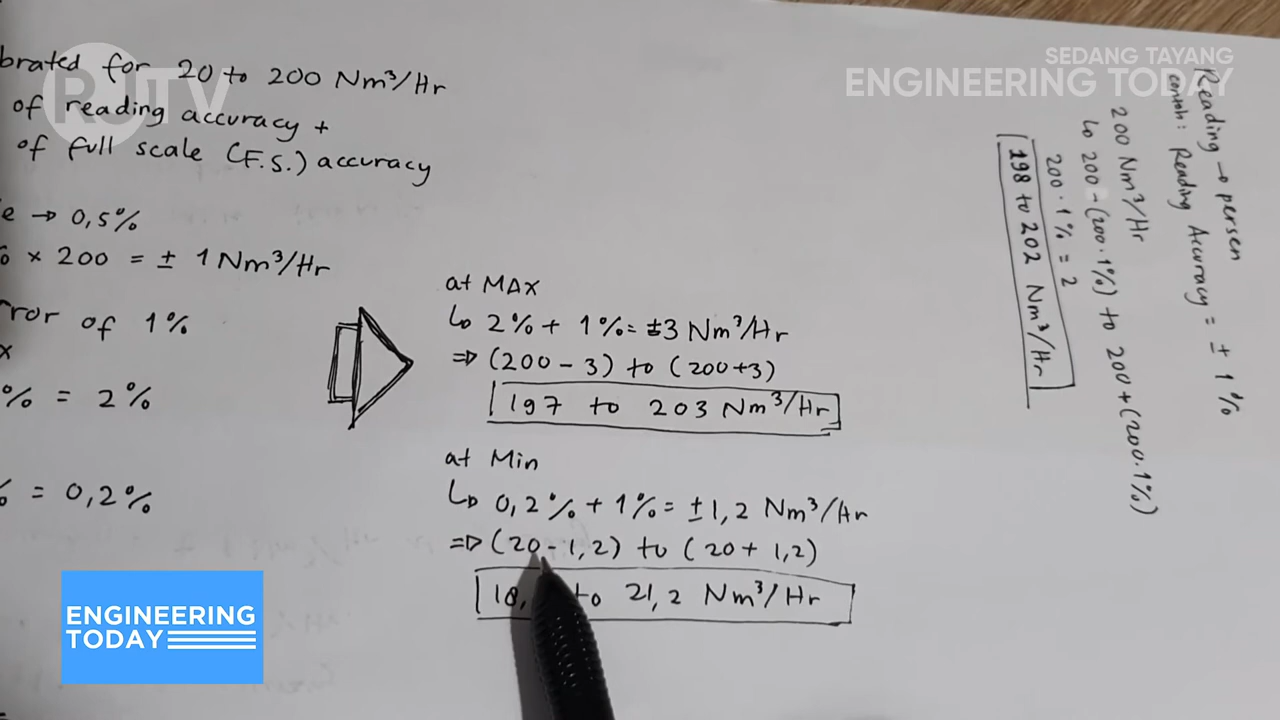 SEDANG TAYANG
ENGINEERING TODAY
RJTV
brated for 20 to 200 Nm³/Hr
of reading accuracy +
of full scale (F.S.) accuracy
e → 0,5%
% × 200 = ± 1 Nm³/Hr
rror of 1%
x
% = 2%
% = 0,2%
at MAX
↳ 2% + 1% = ±3 Nm³/Hr
⇒ (200 - 3) to (200+3)
197 to 203 Nm³/Hr
at Min
↳ 0,2% + 1% = ±1,2 Nm³/Hr
⇒ (20 - 1,2) to (20 + 1,2)
18, to 21,2 Nm³/Hr
Reading → persen
contoh: Reading Accuracy = ± 1%
200 Nm³/Hr
↳ 200 - (200.1%) to 200 + (200.1%)
200.1% = 2
198 to 202 Nm³/Hr
ENGINEERING
TODAY